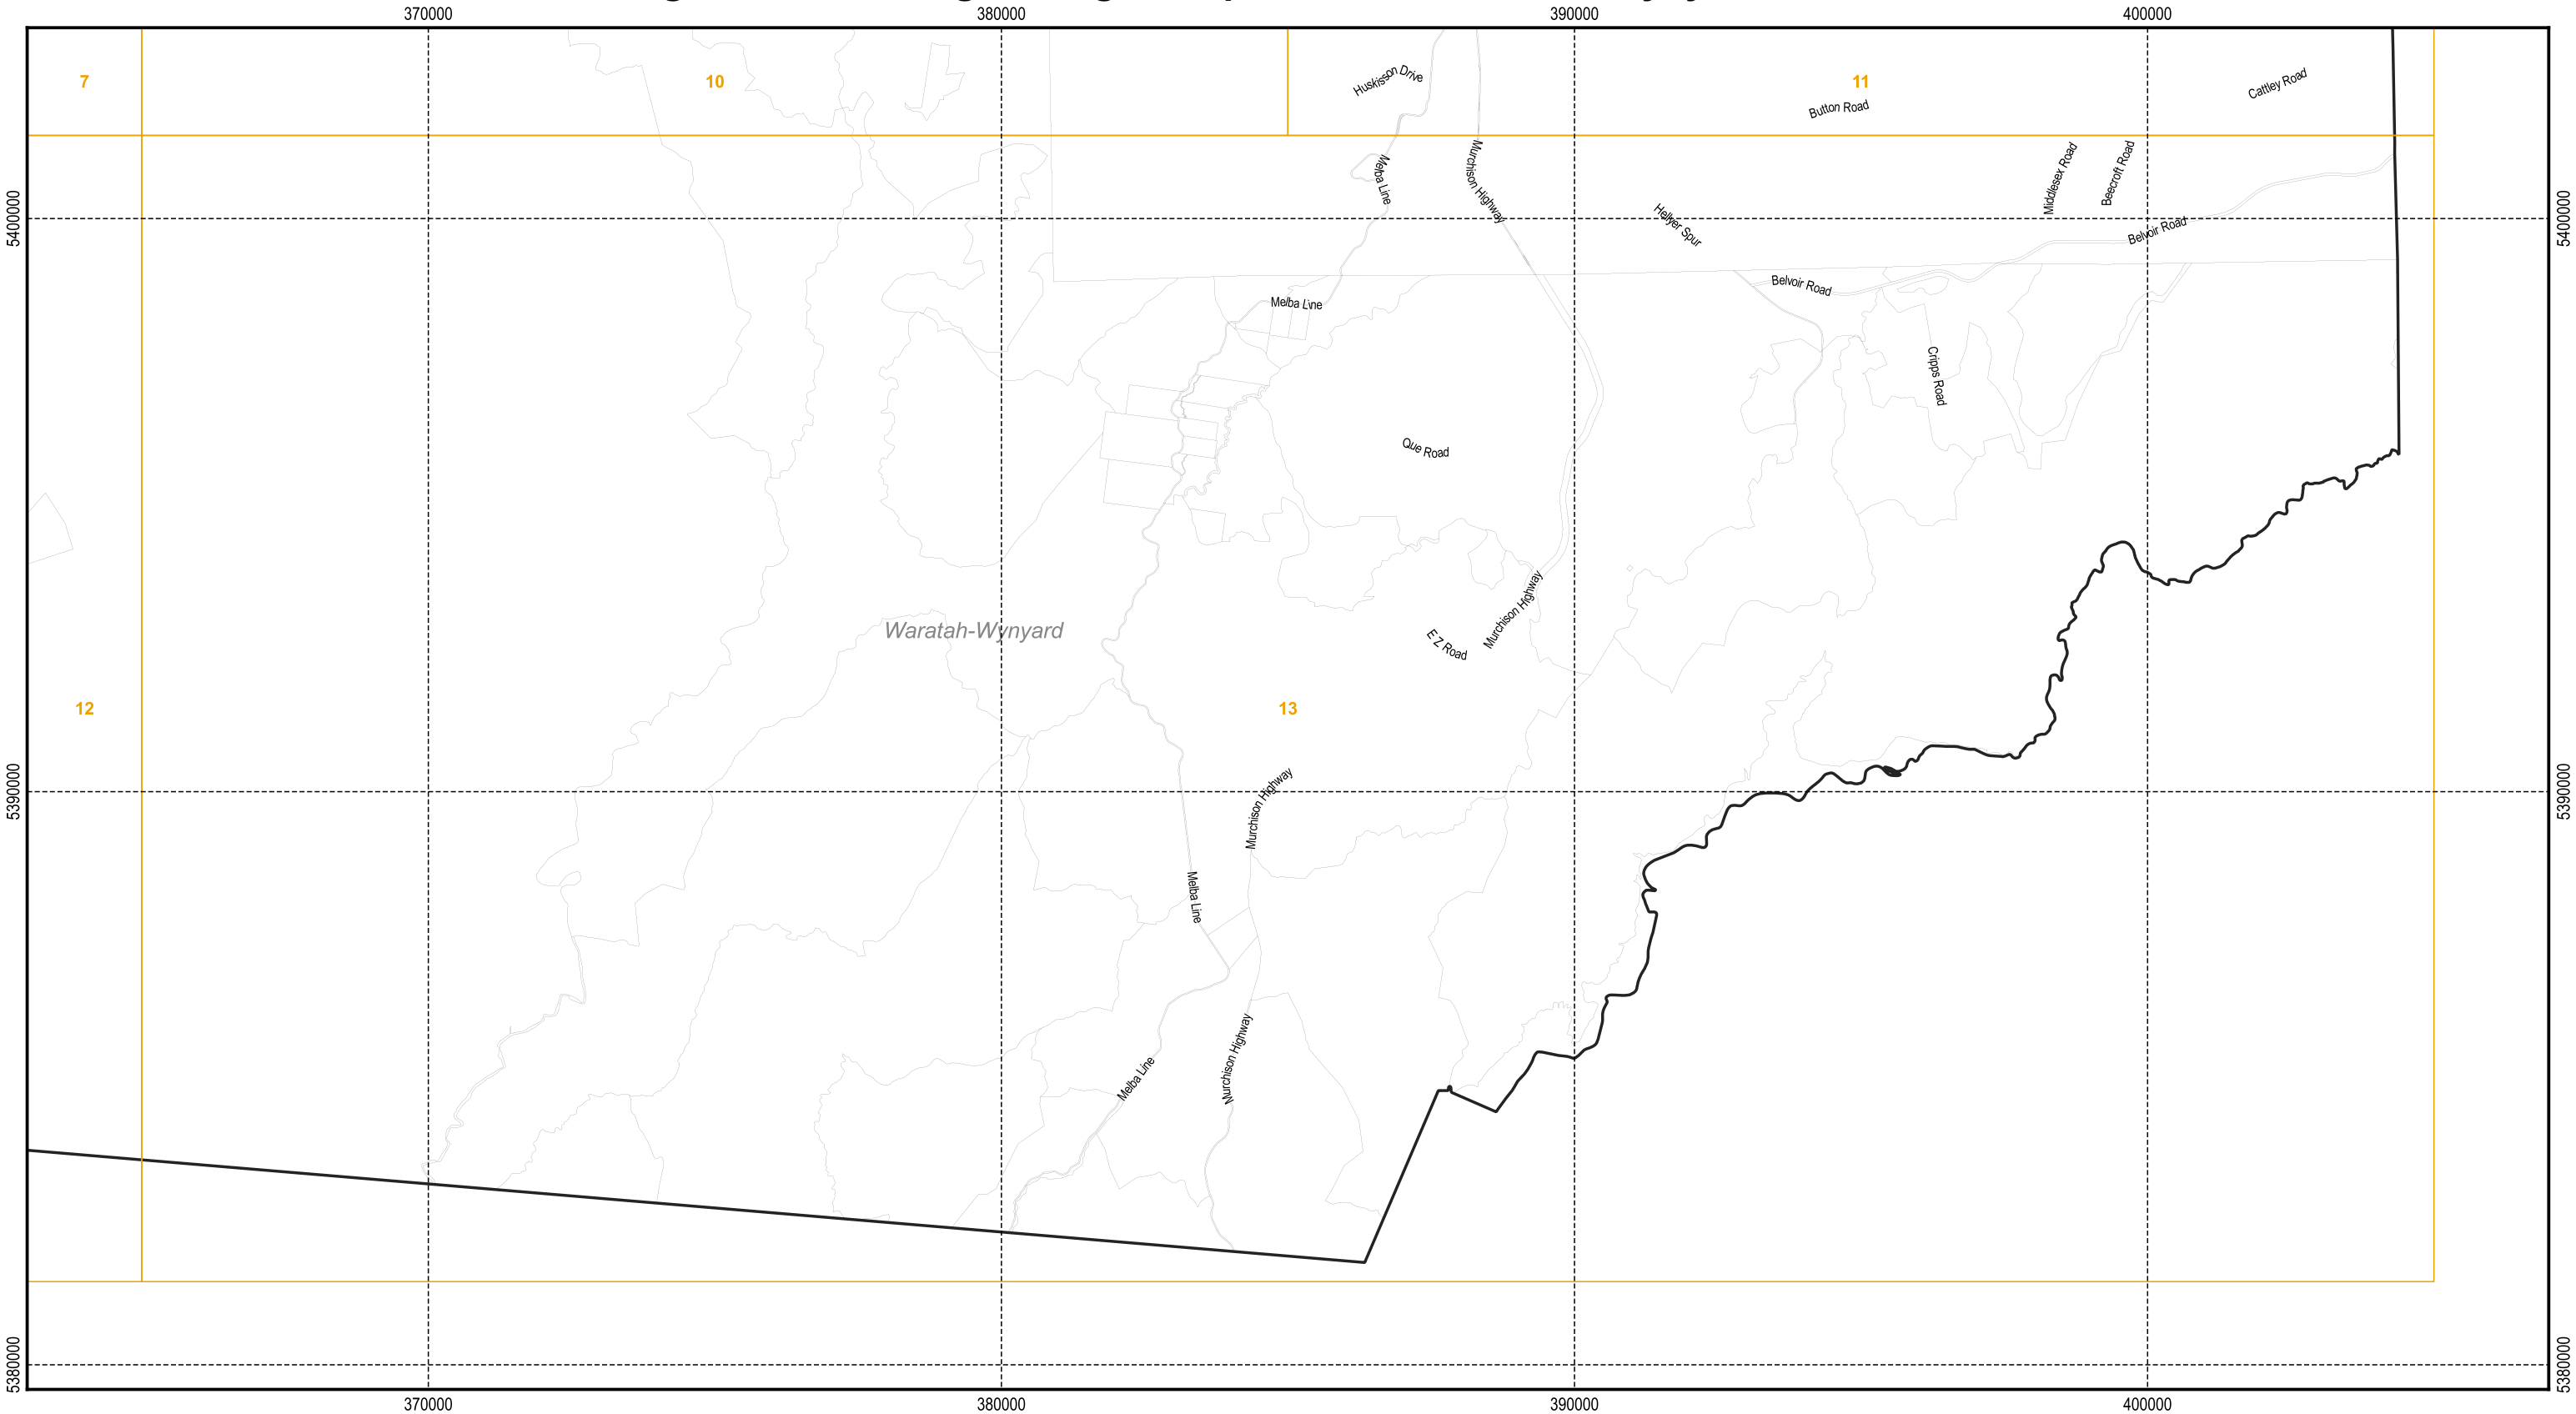 370000
380000
390000
400000
7
10
11
Huskisson Drive
Button Road
Cattley Road
Melba Line
Murchison Highway
Middlesex Road
Beecroft Road
5400000
5400000
Hellyer Spur
Belvoir Road
Belvoir Road
Melba Line
Cripps Road
Que Road
Murchison Highway
Waratah-Wynyard
E Z Road
12
13
5390000
5390000
Murchison Highway
Melba Line
Murchison Highway
Melba Line
5380000
5380000
370000
380000
390000
400000